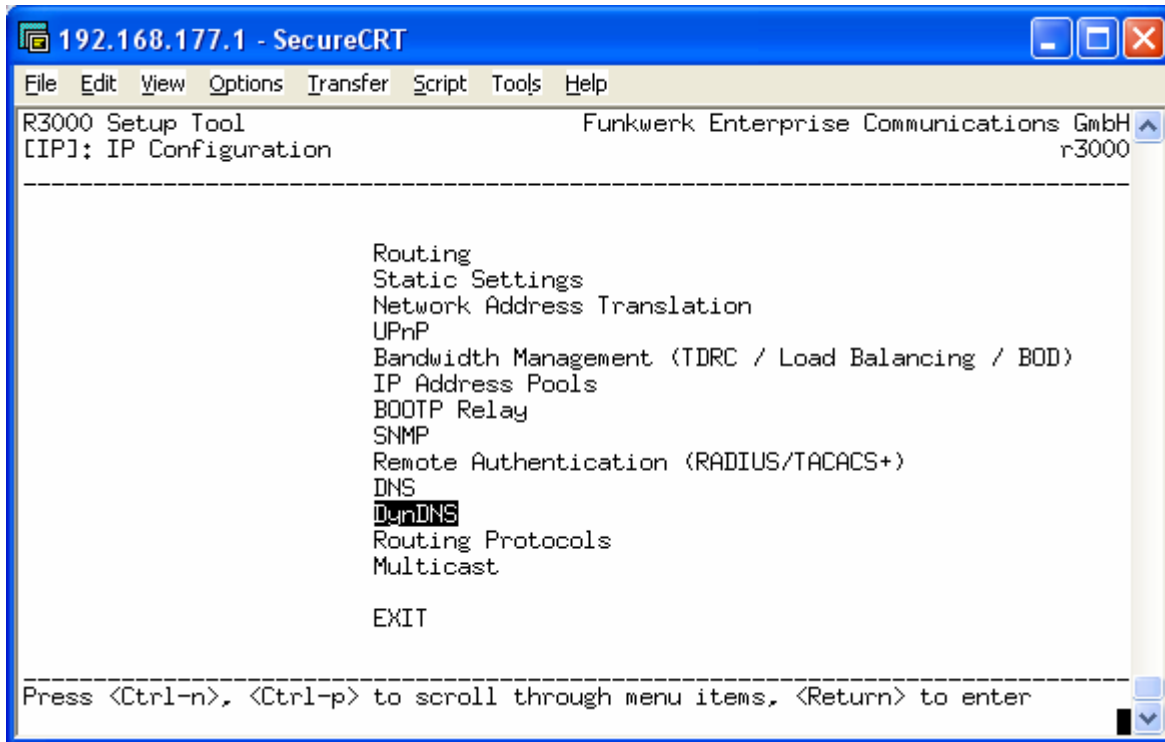 192.168.177.1 - SecureCRT
File Edit View Options Transfer Script Tools Help
R3000 Setup Tool Funkwerk Enterprise Communications GmbH
[IP]: IP Configuration r3000
Routing
Static Settings
Network Address Translation
UPnP
Bandwidth Management (TDRC / Load Balancing / BOD)
IP Address Pools
BOOTP Relay
SNMP
Remote Authentication (RADIUS/TACACS+)
DNS
DynDNS
Routing Protocols
Multicast
EXIT
Press <Ctrl-n>, <Ctrl-p> to scroll through menu items, <Return> to enter